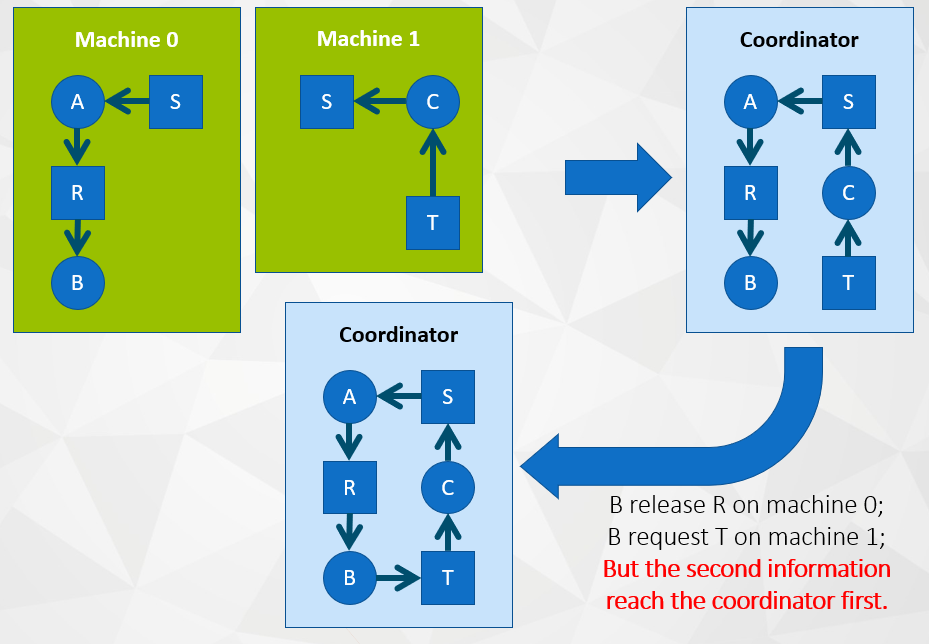 Machine 0
A
S
R
B
Machine 1
S
C
T
Coordinator
A
S
R
C
B
T
Coordinator
A
S
R
C
B
T
B release R on machine 0;
B request T on machine 1;
But the second information
reach the coordinator first.